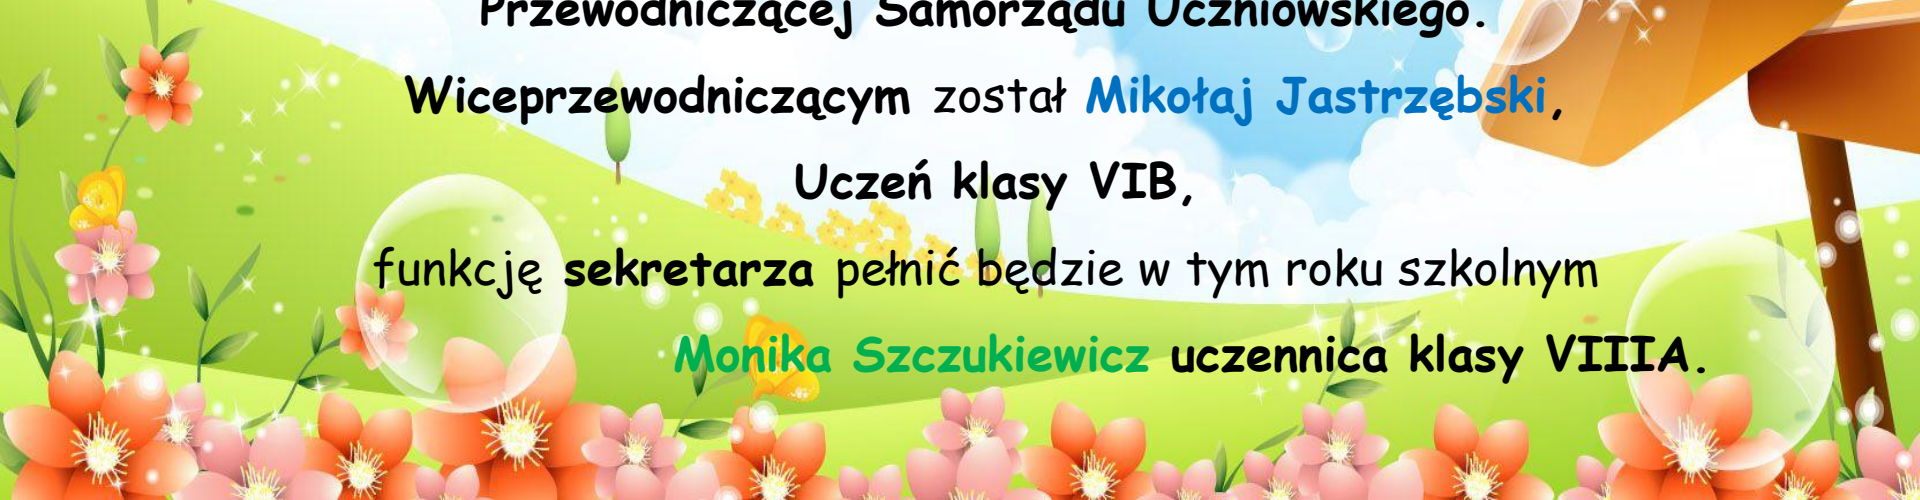 Przewodniczącej Samorządu Uczniowskiego.
Wiceprzewodniczącym został Mikołaj Jastrzębski,
Uczeń klasy VIB,
funkcję sekretarza pełnić będzie w tym roku szkolnym
Monika Szczukiewicz uczennica klasy VIIIA.